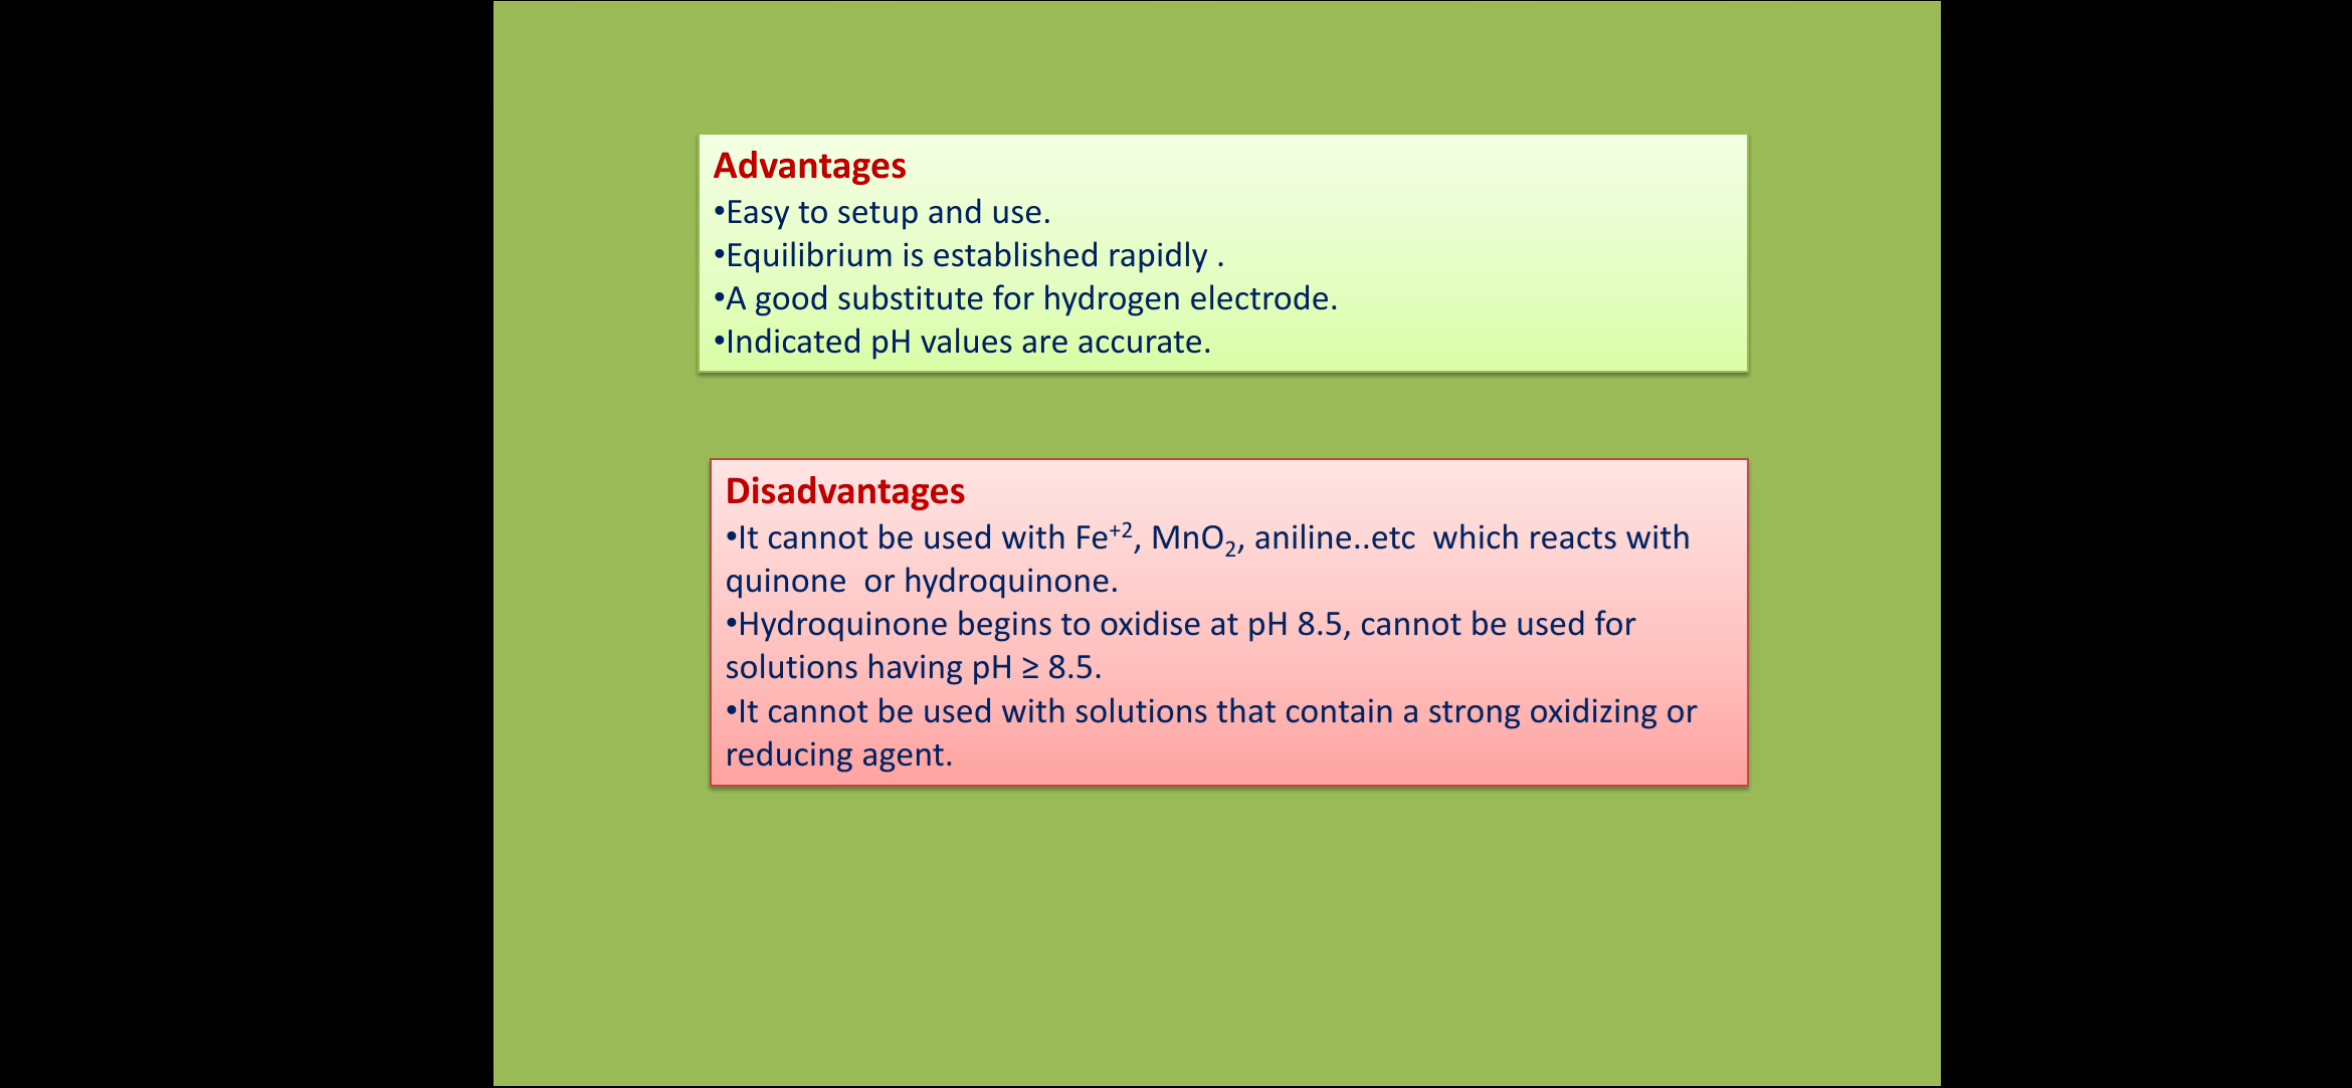 Advantages
•Easy to setup and use.
•Equilibrium is established rapidly .
•A good substitute for hydrogen electrode.
•Indicated pH values are accurate.
Disadvantages
•It cannot be used with Fe⁺², MnO₂, aniline..etc  which reacts with
quinone  or hydroquinone.
•Hydroquinone begins to oxidise at pH 8.5, cannot be used for
solutions having pH ≥ 8.5.
•It cannot be used with solutions that contain a strong oxidizing or
reducing agent.